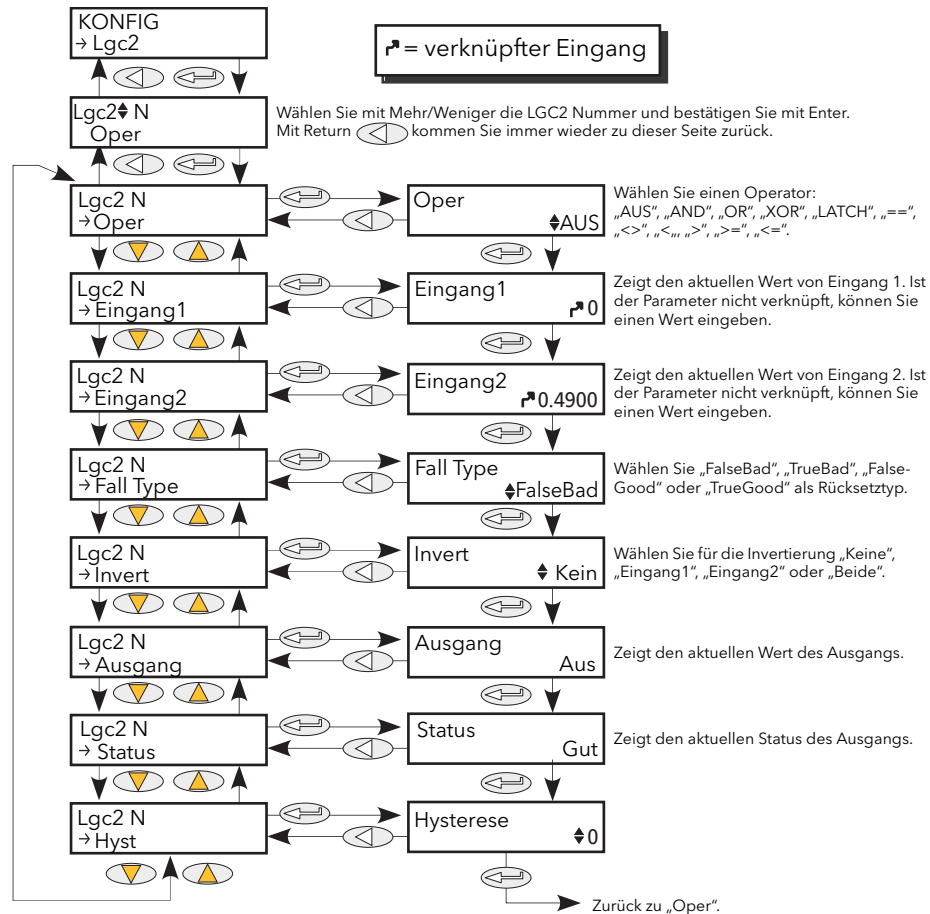 KONFIG
→ Lgc2
= verknüpfter Eingang
Lgc2 N
Oper
Wählen Sie mit Mehr/Weniger die LGC2 Nummer und bestätigen Sie mit Enter.
Mit Return kommen Sie immer wieder zu dieser Seite zurück.
Lgc2 N
→Oper
Oper
AUS
Wählen Sie einen Operator:
„AUS“, „AND“, „OR“, „XOR“, „LATCH“, „==“,
„<>“, „<„, „>“, „>=“, „<=“.
Lgc2 N
→Eingang1
Eingang1
0
Zeigt den aktuellen Wert von Eingang 1. Ist
der Parameter nicht verknüpft, können Sie
einen Wert eingeben.
Lgc2 N
→Eingang2
Eingang2
0.4900
Zeigt den aktuellen Wert von Eingang 2. Ist
der Parameter nicht verknüpft, können Sie
einen Wert eingeben.
Lgc2 N
→Fall Type
Fall Type
FalseBad
Wählen Sie „FalseBad“, „TrueBad“, „False-
Good“ oder „TrueGood“ als Rücksetztyp.
Lgc2 N
→Invert
Invert
Kein
Wählen Sie für die Invertierung „Keine“,
„Eingang1“, „Eingang2“ oder „Beide“.
Lgc2 N
→Ausgang
Ausgang
Aus
Zeigt den aktuellen Wert des Ausgangs.
Lgc2 N
→ Status
Status
Gut
Zeigt den aktuellen Status des Ausgangs.
Lgc2 N
→Hyst
Hysterese
0
Zurück zu „Oper“.